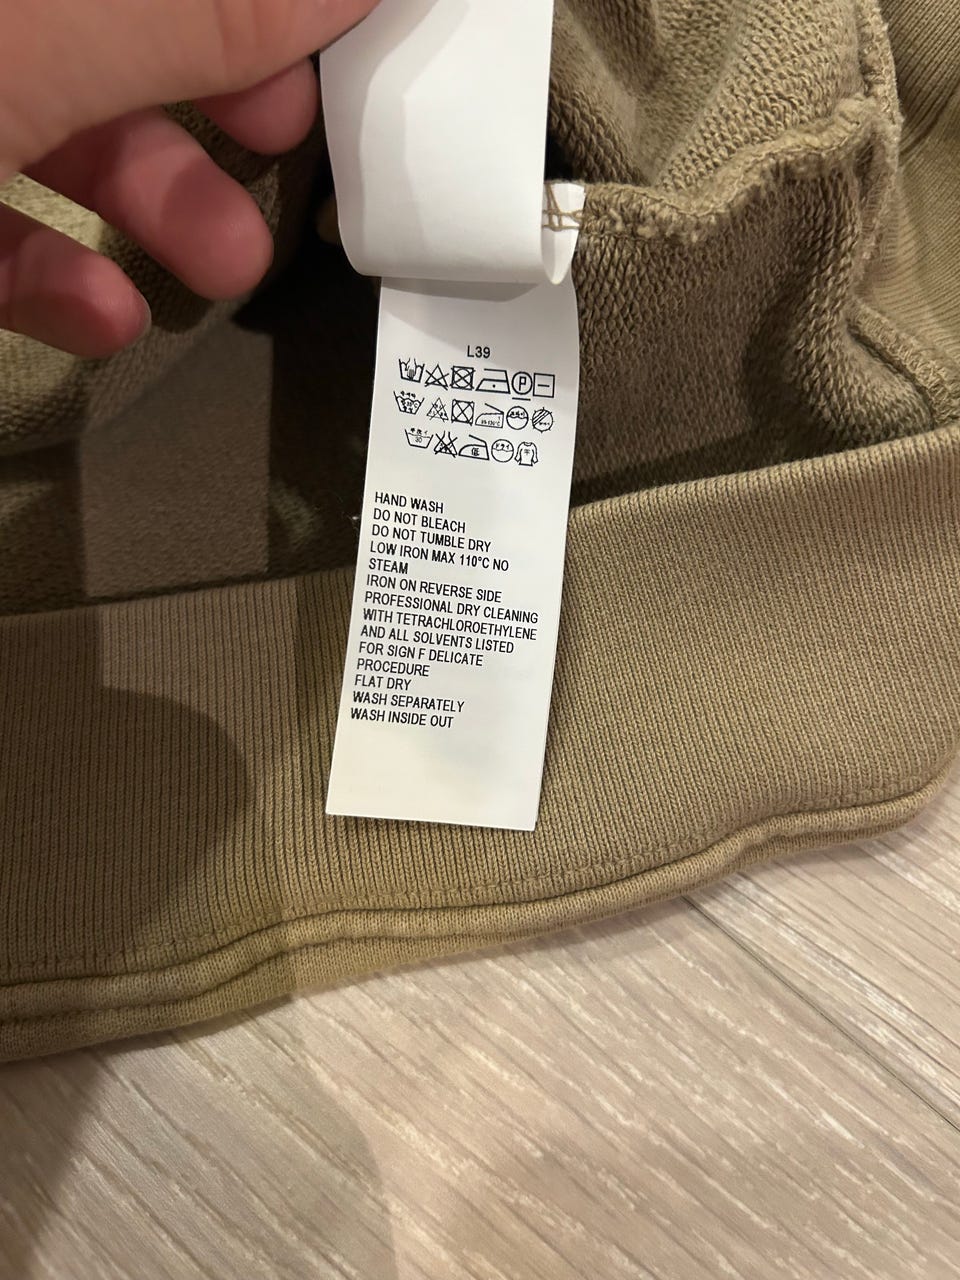 L39
P
HAND WASH
DO NOT BLEACH
DO NOT TUMBLE DRY
LOW IRON MAX 110°C NO
STEAM
IRON ON REVERSE SIDE
PROFESSIONAL DRY CLEANING
WITH TETRACHLOROETHYLENE
AND ALL SOLVENTS LISTED
FOR SIGN F DELICATE
PROCEDURE
FLAT DRY
WASH SEPARATELY
WASH INSIDE OUT